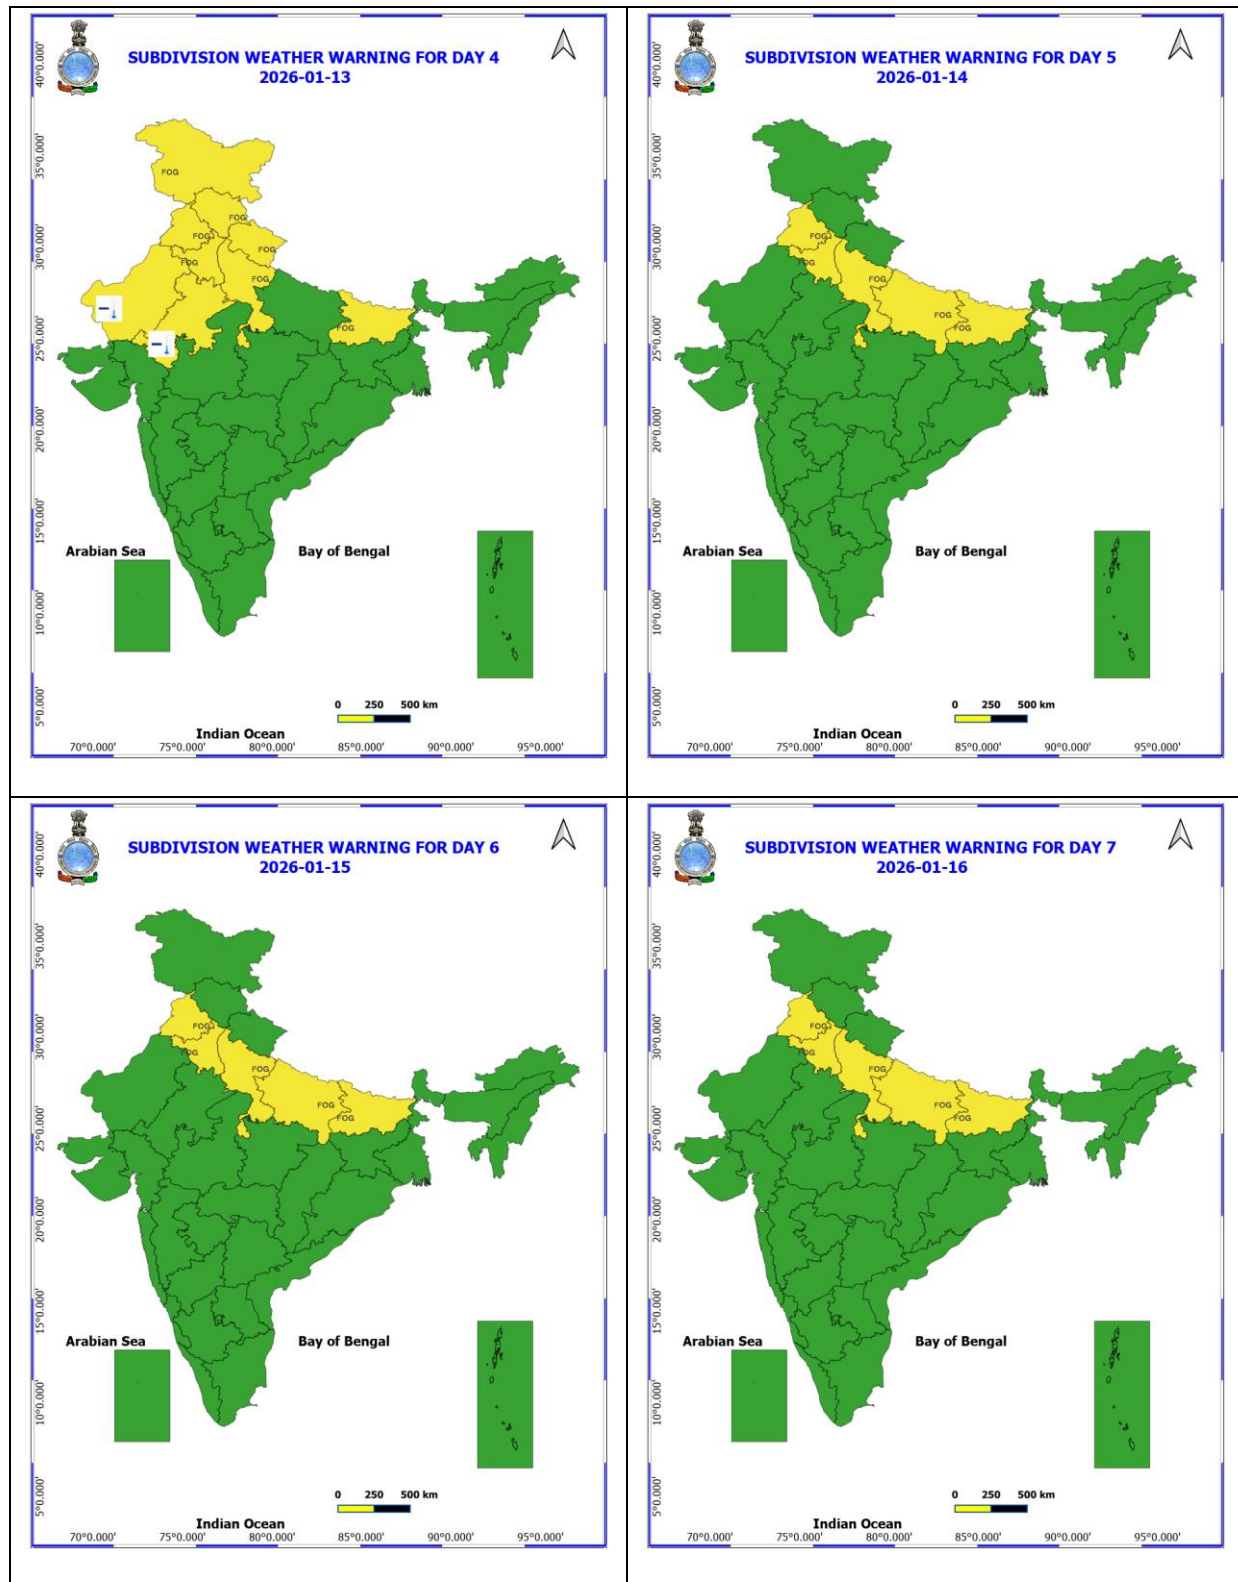 SUBDIVISION WEATHER WARNING FOR DAY 4
2026-01-13
40°0.000'
35°0.000'
30°0.000'
25°0.000'
20°0.000'
15°0.000'
10°0.000'
5°0.000'
FOG
FOG
FOG
FOG
FOG
FOG
FOG
Arabian Sea
Bay of Bengal
0 250 500 km
Indian Ocean
70°0.000' 75°0.000' 80°0.000' 85°0.000' 90°0.000' 95°0.000'
SUBDIVISION WEATHER WARNING FOR DAY 5
2026-01-14
40°0.000'
35°0.000'
30°0.000'
25°0.000'
20°0.000'
15°0.000'
10°0.000'
5°0.000'
FOG
FOG
FOG
FOG
FOG
Arabian Sea
Bay of Bengal
0 250 500 km
Indian Ocean
70°0.000' 75°0.000' 80°0.000' 85°0.000' 90°0.000' 95°0.000'
SUBDIVISION WEATHER WARNING FOR DAY 6
2026-01-15
40°0.000'
35°0.000'
30°0.000'
25°0.000'
20°0.000'
15°0.000'
10°0.000'
5°0.000'
FOG
FOG
FOG
FOG
FOG
Arabian Sea
Bay of Bengal
0 250 500 km
Indian Ocean
70°0.000' 75°0.000' 80°0.000' 85°0.000' 90°0.000' 95°0.000'
SUBDIVISION WEATHER WARNING FOR DAY 7
2026-01-16
40°0.000'
35°0.000'
30°0.000'
25°0.000'
20°0.000'
15°0.000'
10°0.000'
5°0.000'
FOG
FOG
FOG
FOG
FOG
Arabian Sea
Bay of Bengal
0 250 500 km
Indian Ocean
70°0.000' 75°0.000' 80°0.000' 85°0.000' 90°0.000' 95°0.000'